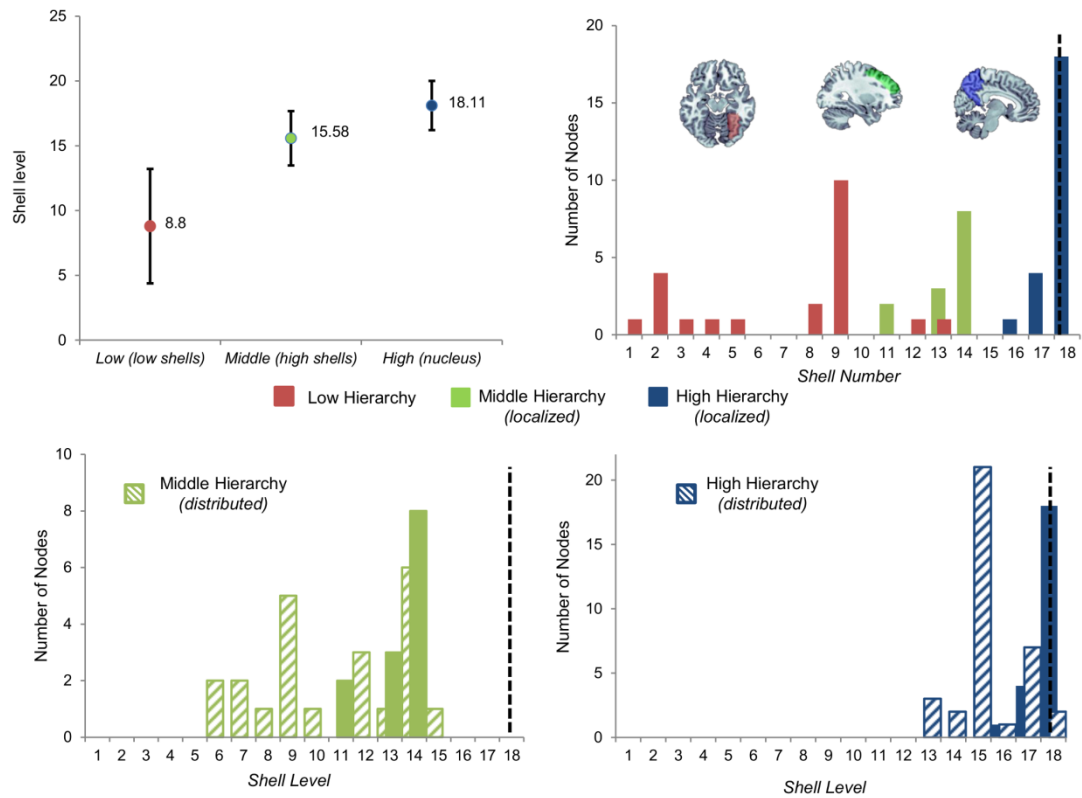 25
20
15
10
5
0
Shell level
8.8
15.58
18.11
Low (low shells) Middle (high shells) High (nucleus)
20
15
10
5
0
Number of Nodes
1 2 3 4 5 6 7 8 9 10 11 12 13 14 15 16 17 18
Shell Number
Low Hierarchy
Middle Hierarchy
(localized)
High Hierarchy
(localized)
10
8
6
4
2
0
Number of Nodes
Middle Hierarchy
(distributed)
1 2 3 4 5 6 7 8 9 10 11 12 13 14 15 16 17 18
Shell Level
20
15
10
5
0
Number of Nodes
High Hierarchy
(distributed)
1 2 3 4 5 6 7 8 9 10 11 12 13 14 15 16 17 18
Shell Level